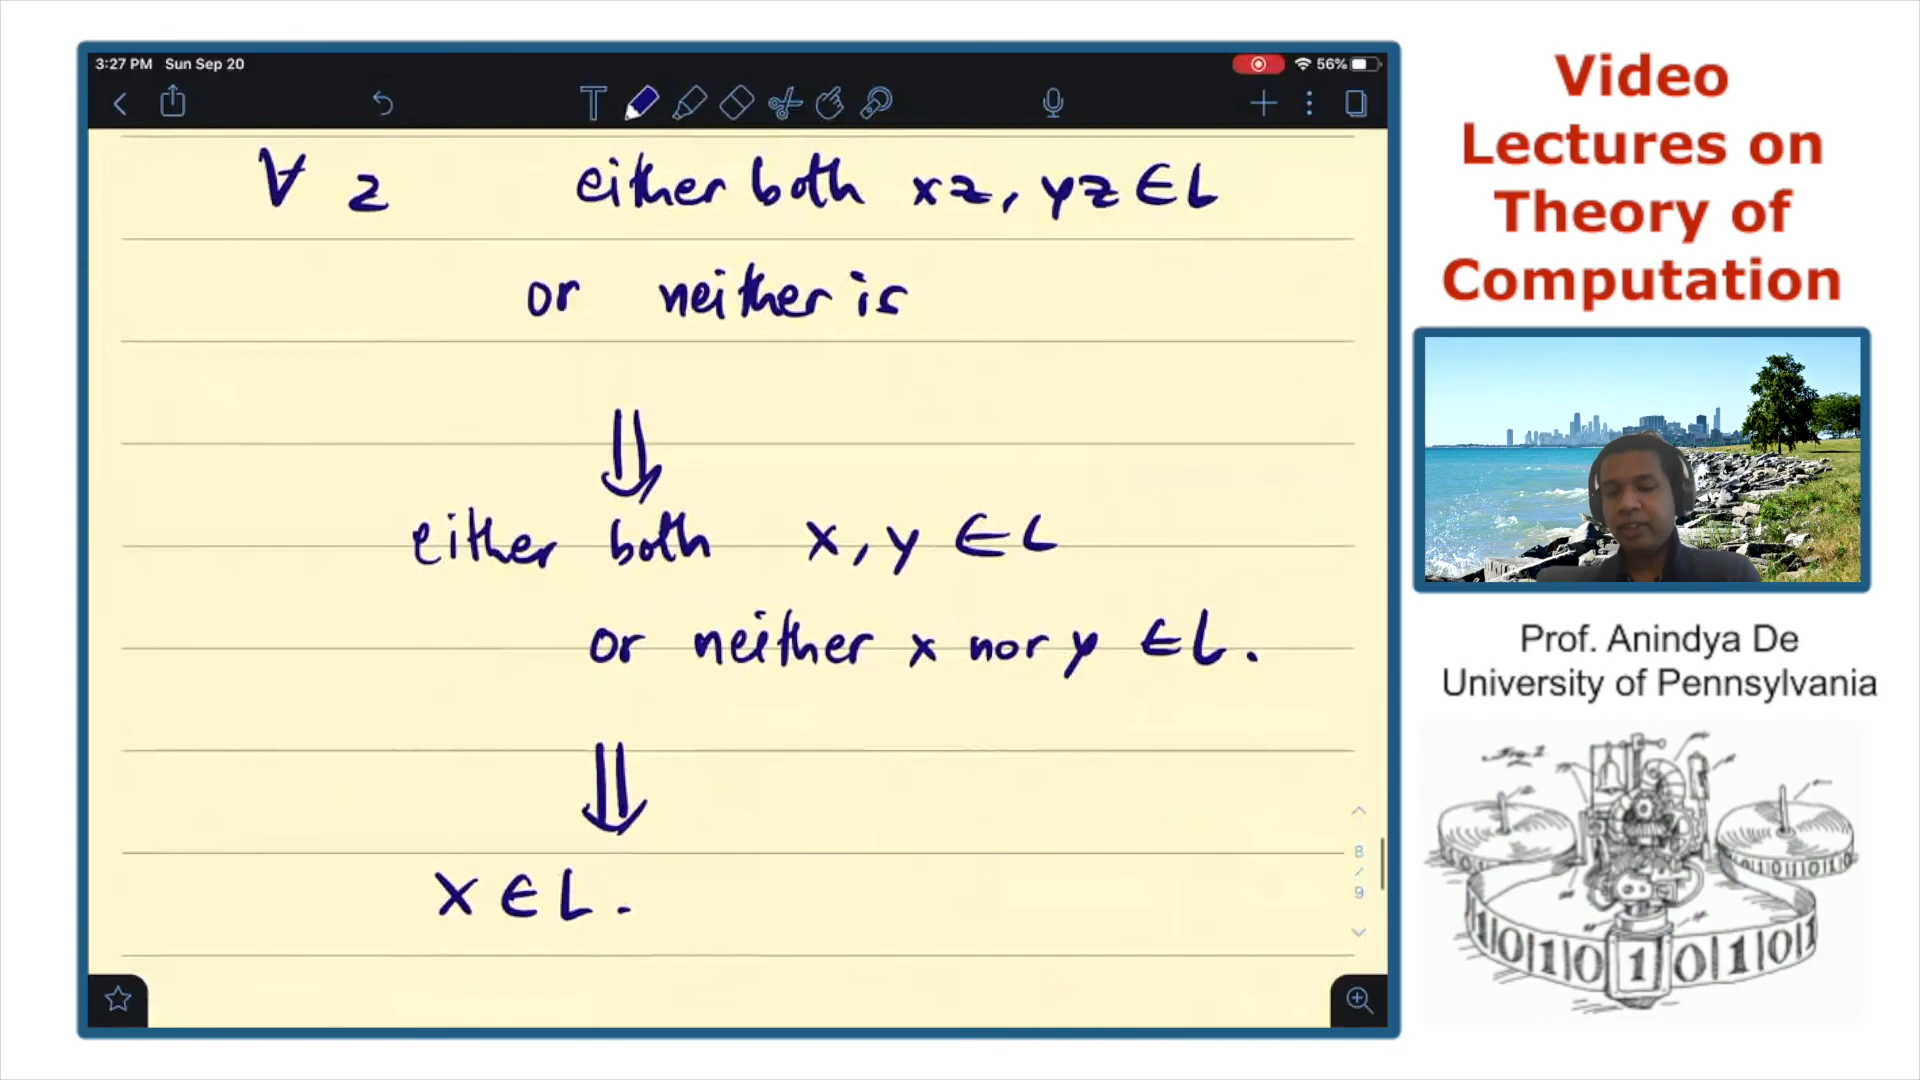 3:27 PM Sun Sep 20
56%
∀ z either both xz, yz ∈ L
or neither is
⇓
either both x, y ∈ L
or neither x nor y ∈ L.
⇓
x ∈ L.
8
/
9
Video
Lectures on
Theory of
Computation
Prof. Anindya De
University of Pennsylvania